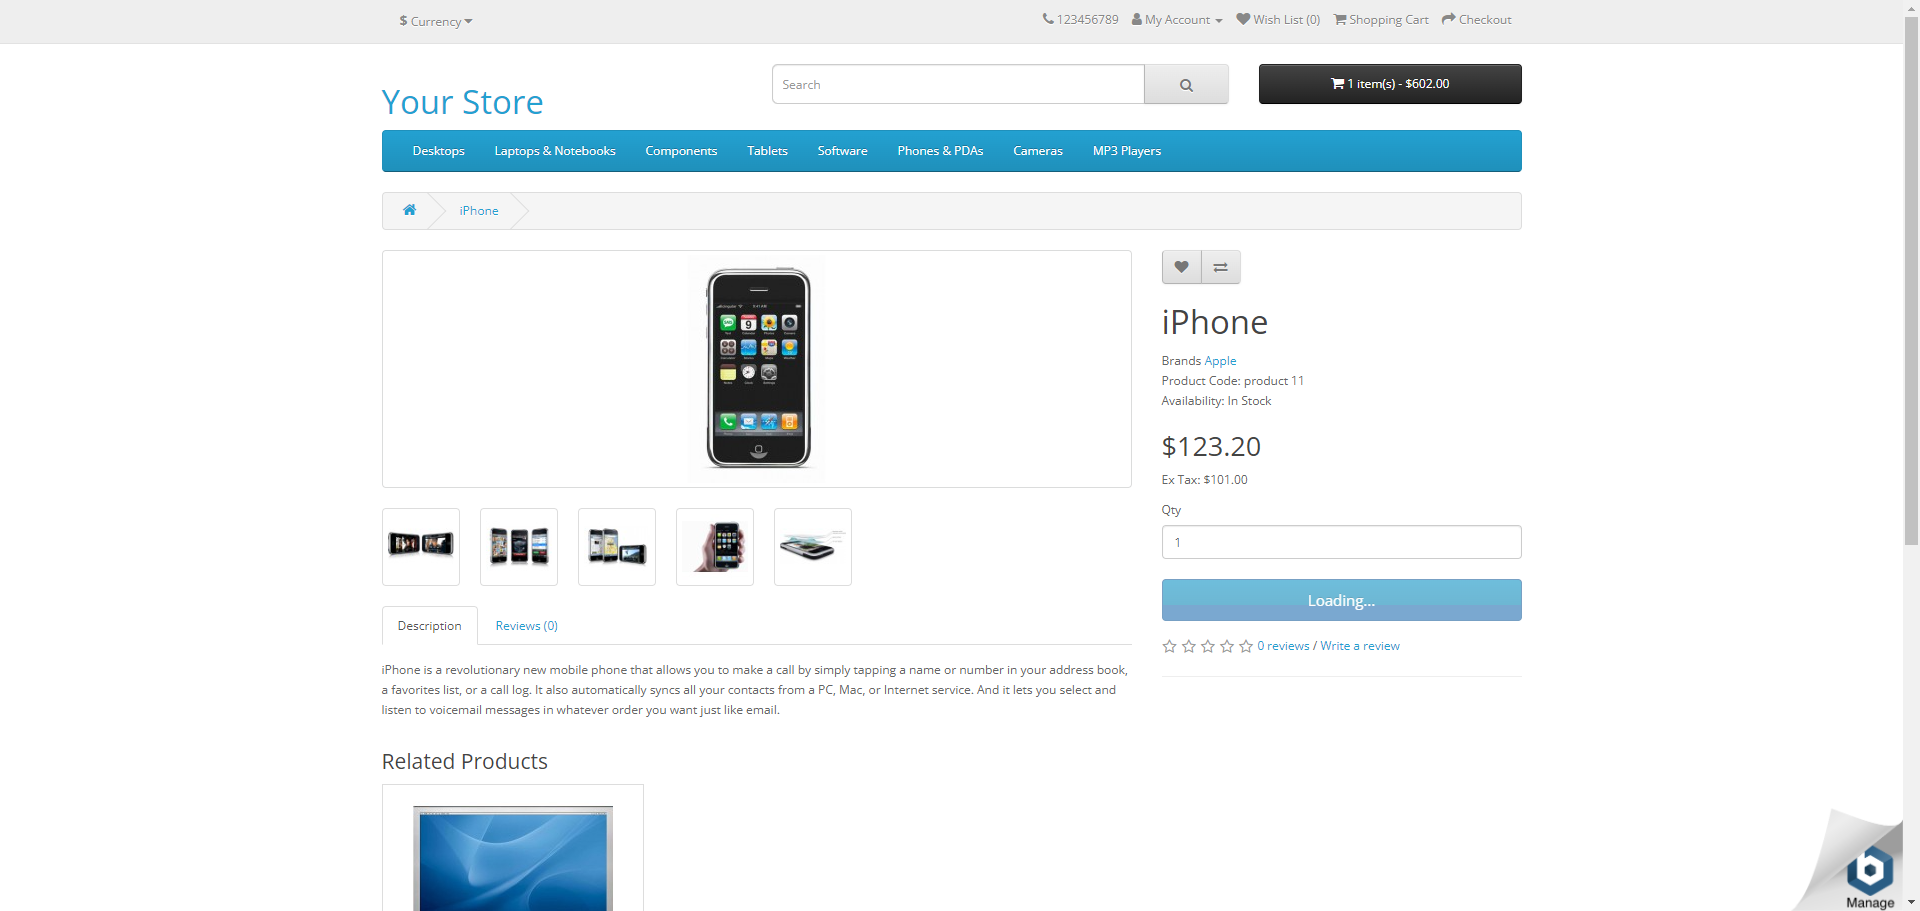 $ Currency
123456789 My Account Wish List (0) Shopping Cart Checkout
Your Store
Search
1 item(s) - $602.00
Desktops Laptops & Notebooks Components Tablets Software Phones & PDAs Cameras MP3 Players
iPhone
iPhone
Brands Apple
Product Code: product 11
Availability: In Stock
$123.20
Ex Tax: $101.00
Qty
1
Loading...
0 reviews / Write a review
Description Reviews (0)
iPhone is a revolutionary new mobile phone that allows you to make a call by simply tapping a name or number in your address book,
a favorites list, or a call log. It also automatically syncs all your contacts from a PC, Mac, or Internet service. And it lets you select and
listen to voicemail messages in whatever order you want just like email.
Related Products
Manage